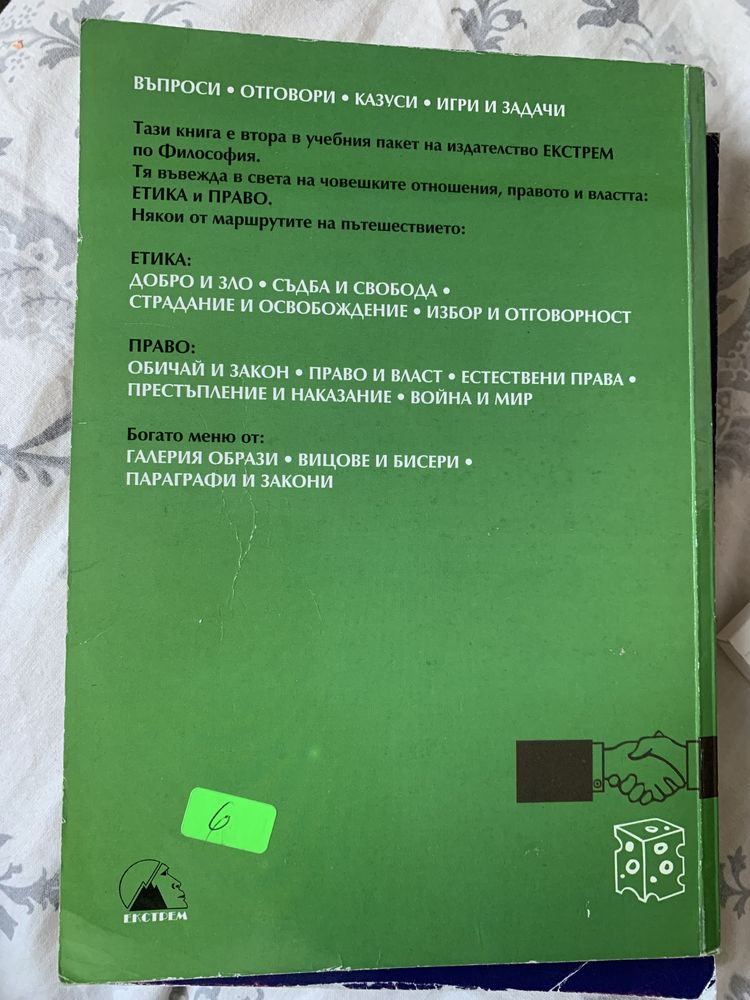 ВЪПРОСИ • ОТГОВОРИ • КАЗУСИ • ИГРИ И ЗАДАЧИ
Тази книга е втора в учебния пакет на издателство ЕКСТРЕМ
по Философия.
Тя въвежда в света на човешките отношения, правото и властта:
ЕТИКА и ПРАВО.
Някои от маршрутите на пътешествието:
ЕТИКА:
ДОБРО И ЗЛО • СЪДБА И СВОБОДА •
СТРАДАНИЕ И ОСВОБОЖДЕНИЕ • ИЗБОР И ОТГОВОРНОСТ
ПРАВО:
ОБИЧАЙ И ЗАКОН • ПРАВО И ВЛАСТ • ЕСТЕСТВЕНИ ПРАВА •
ПРЕСТЪПЛЕНИЕ И НАКАЗАНИЕ • ВОЙНА И МИР
Богато меню от:
ГАЛЕРИЯ ОБРАЗИ • ВИЦОВЕ И БИСЕРИ •
ПАРАГРАФИ И ЗАКОНИ
6
ЕКСТРЕМ